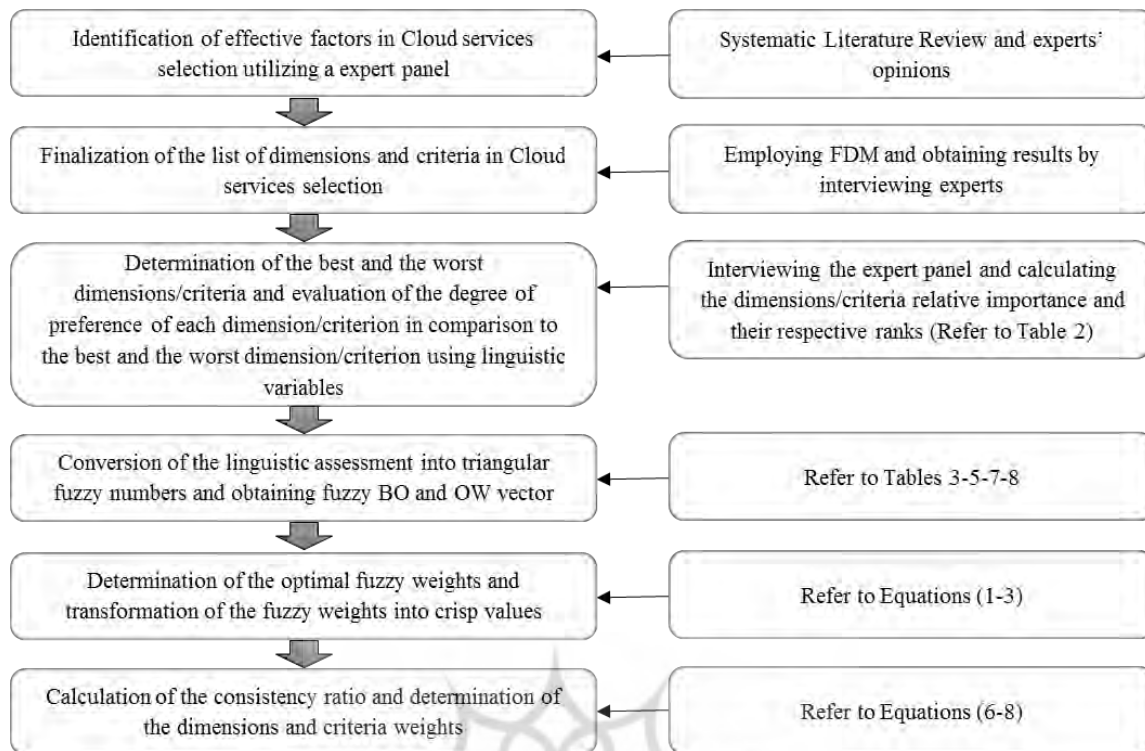 Identification of effective factors in Cloud services
selection utilizing a expert panel
Systematic Literature Review and experts'
opinions
Finalization of the list of dimensions and criteria in Cloud
services selection
Employing FDM and obtaining results by
interviewing experts
Determination of the best and the worst
dimensions/criteria and evaluation of the degree of
preference of each dimension/criterion in comparison to
the best and the worst dimension/criterion using linguistic
variables
Interviewing the expert panel and calculating
the dimensions/criteria relative importance and
their respective ranks (Refer to Table 2)
Conversion of the linguistic assessment into triangular
fuzzy numbers and obtaining fuzzy BO and OW vector
Refer to Tables 3-5-7-8
Determination of the optimal fuzzy weights and
transformation of the fuzzy weights into crisp values
Refer to Equations (1-3)
Calculation of the consistency ratio and determination of
the dimensions and criteria weights
Refer to Equations (6-8)